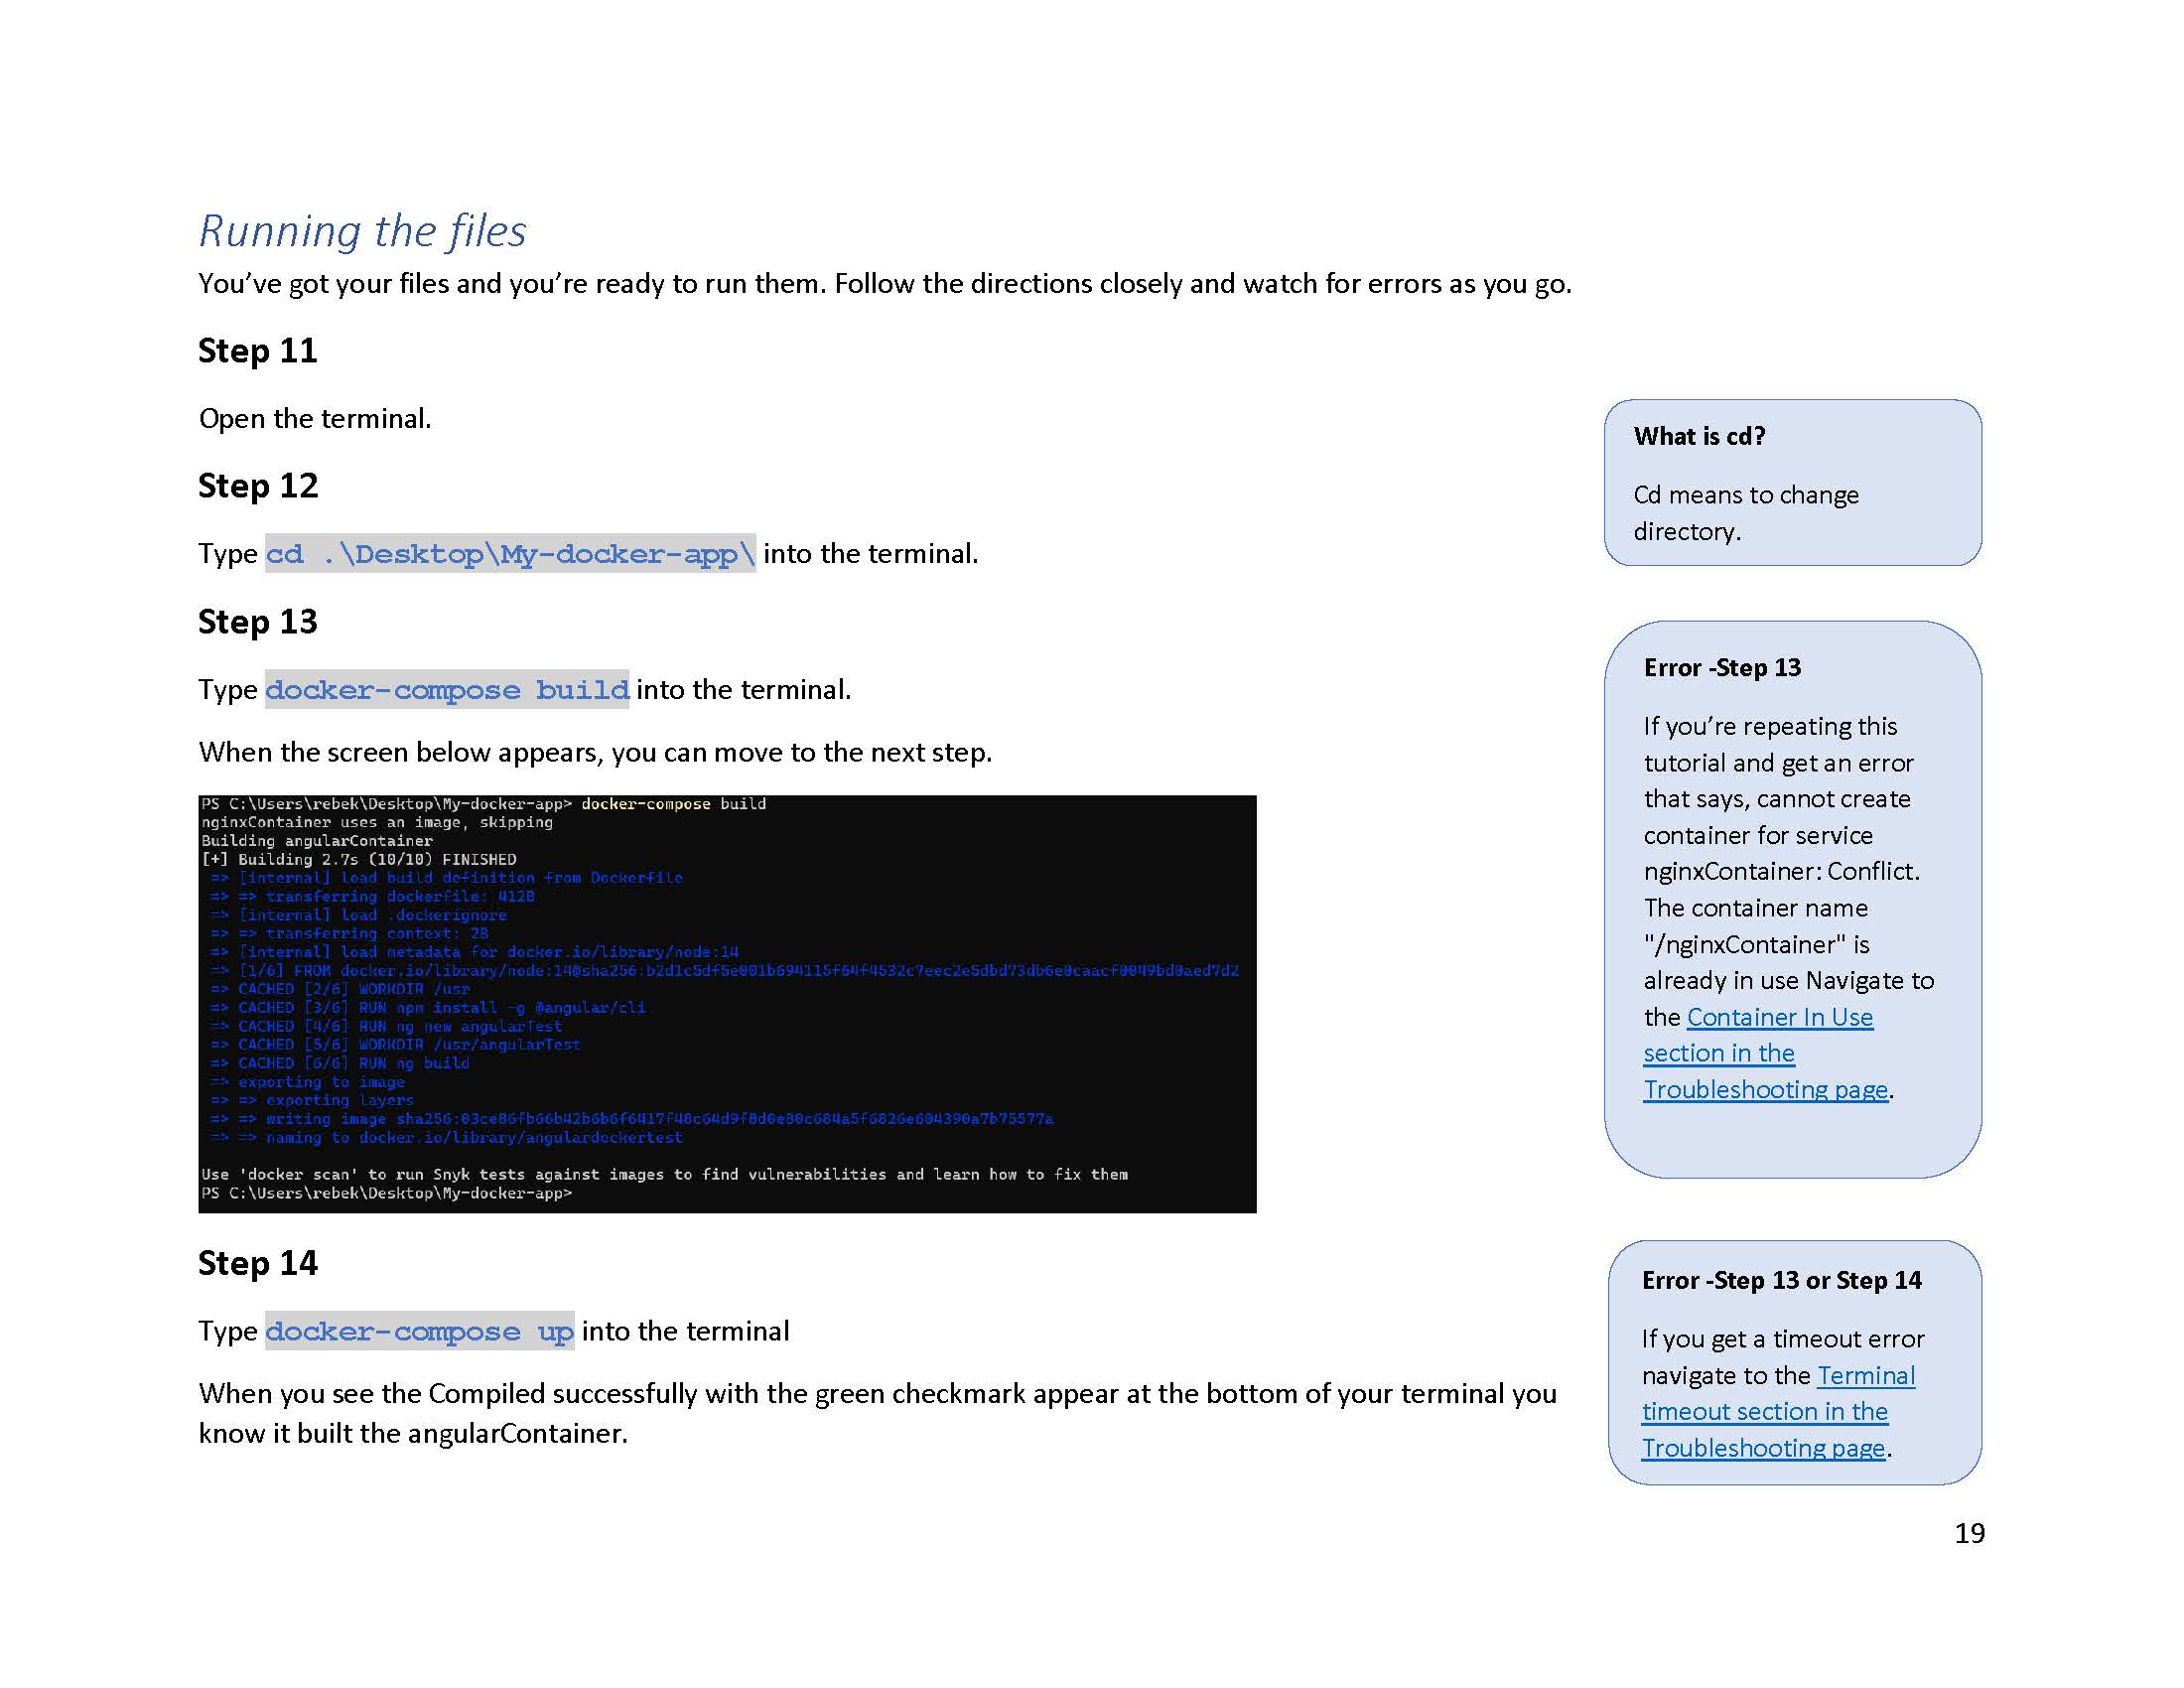 Running the files
You’ve got your files and you’re ready to run them. Follow the directions closely and watch for errors as you go.
Step 11
Open the terminal.
Step 12
Type cd .\Desktop\My-docker-app\ into the terminal.
Step 13
Type docker-compose build into the terminal.
When the screen below appears, you can move to the next step.
PS C:\Users\rebek\Desktop\My-docker-app> docker-compose build
nginxContainer uses an image, skipping
Building angularContainer
[+] Building 2.7s (10/10) FINISHED
=> [internal] load build definition from Dockerfile
=> => transferring dockerfile: 412B
=> [internal] load .dockerignore
=> => transferring context: 2B
=> [internal] load metadata for docker.io/library/node:14
=> [1/6] FROM docker.io/library/node:14@sha256:b2d1c5df5e001b694115f64f4532c7eec2e5dbd73db6e0caacf0049bd0aed7d2
=> CACHED [2/6] WORKDIR /usr
=> CACHED [3/6] RUN npm install -g @angular/cli
=> CACHED [4/6] RUN ng new angularTest
=> CACHED [5/6] WORKDIR /usr/angularTest
=> CACHED [6/6] RUN ng build
=> exporting to image
=> => exporting layers
=> => writing image sha256:03ce86fb66b42b6b6f6417f48c64d9f8d0e80c684a5f6826e604390a7b75577a
=> => naming to docker.io/library/angulardockertest
Use 'docker scan' to run Snyk tests against images to find vulnerabilities and learn how to fix them
PS C:\Users\rebek\Desktop\My-docker-app>
Step 14
Type docker-compose up into the terminal
When you see the Compiled successfully with the green checkmark appear at the bottom of your terminal you
know it built the angularContainer.
What is cd?
Cd means to change
directory.
Error -Step 13
If you’re repeating this
tutorial and get an error
that says, cannot create
container for service
nginxContainer: Conflict.
The container name
"/nginxContainer" is
already in use Navigate to
the Container In Use
section in the
Troubleshooting page.
Error -Step 13 or Step 14
If you get a timeout error
navigate to the Terminal
timeout section in the
Troubleshooting page.
19